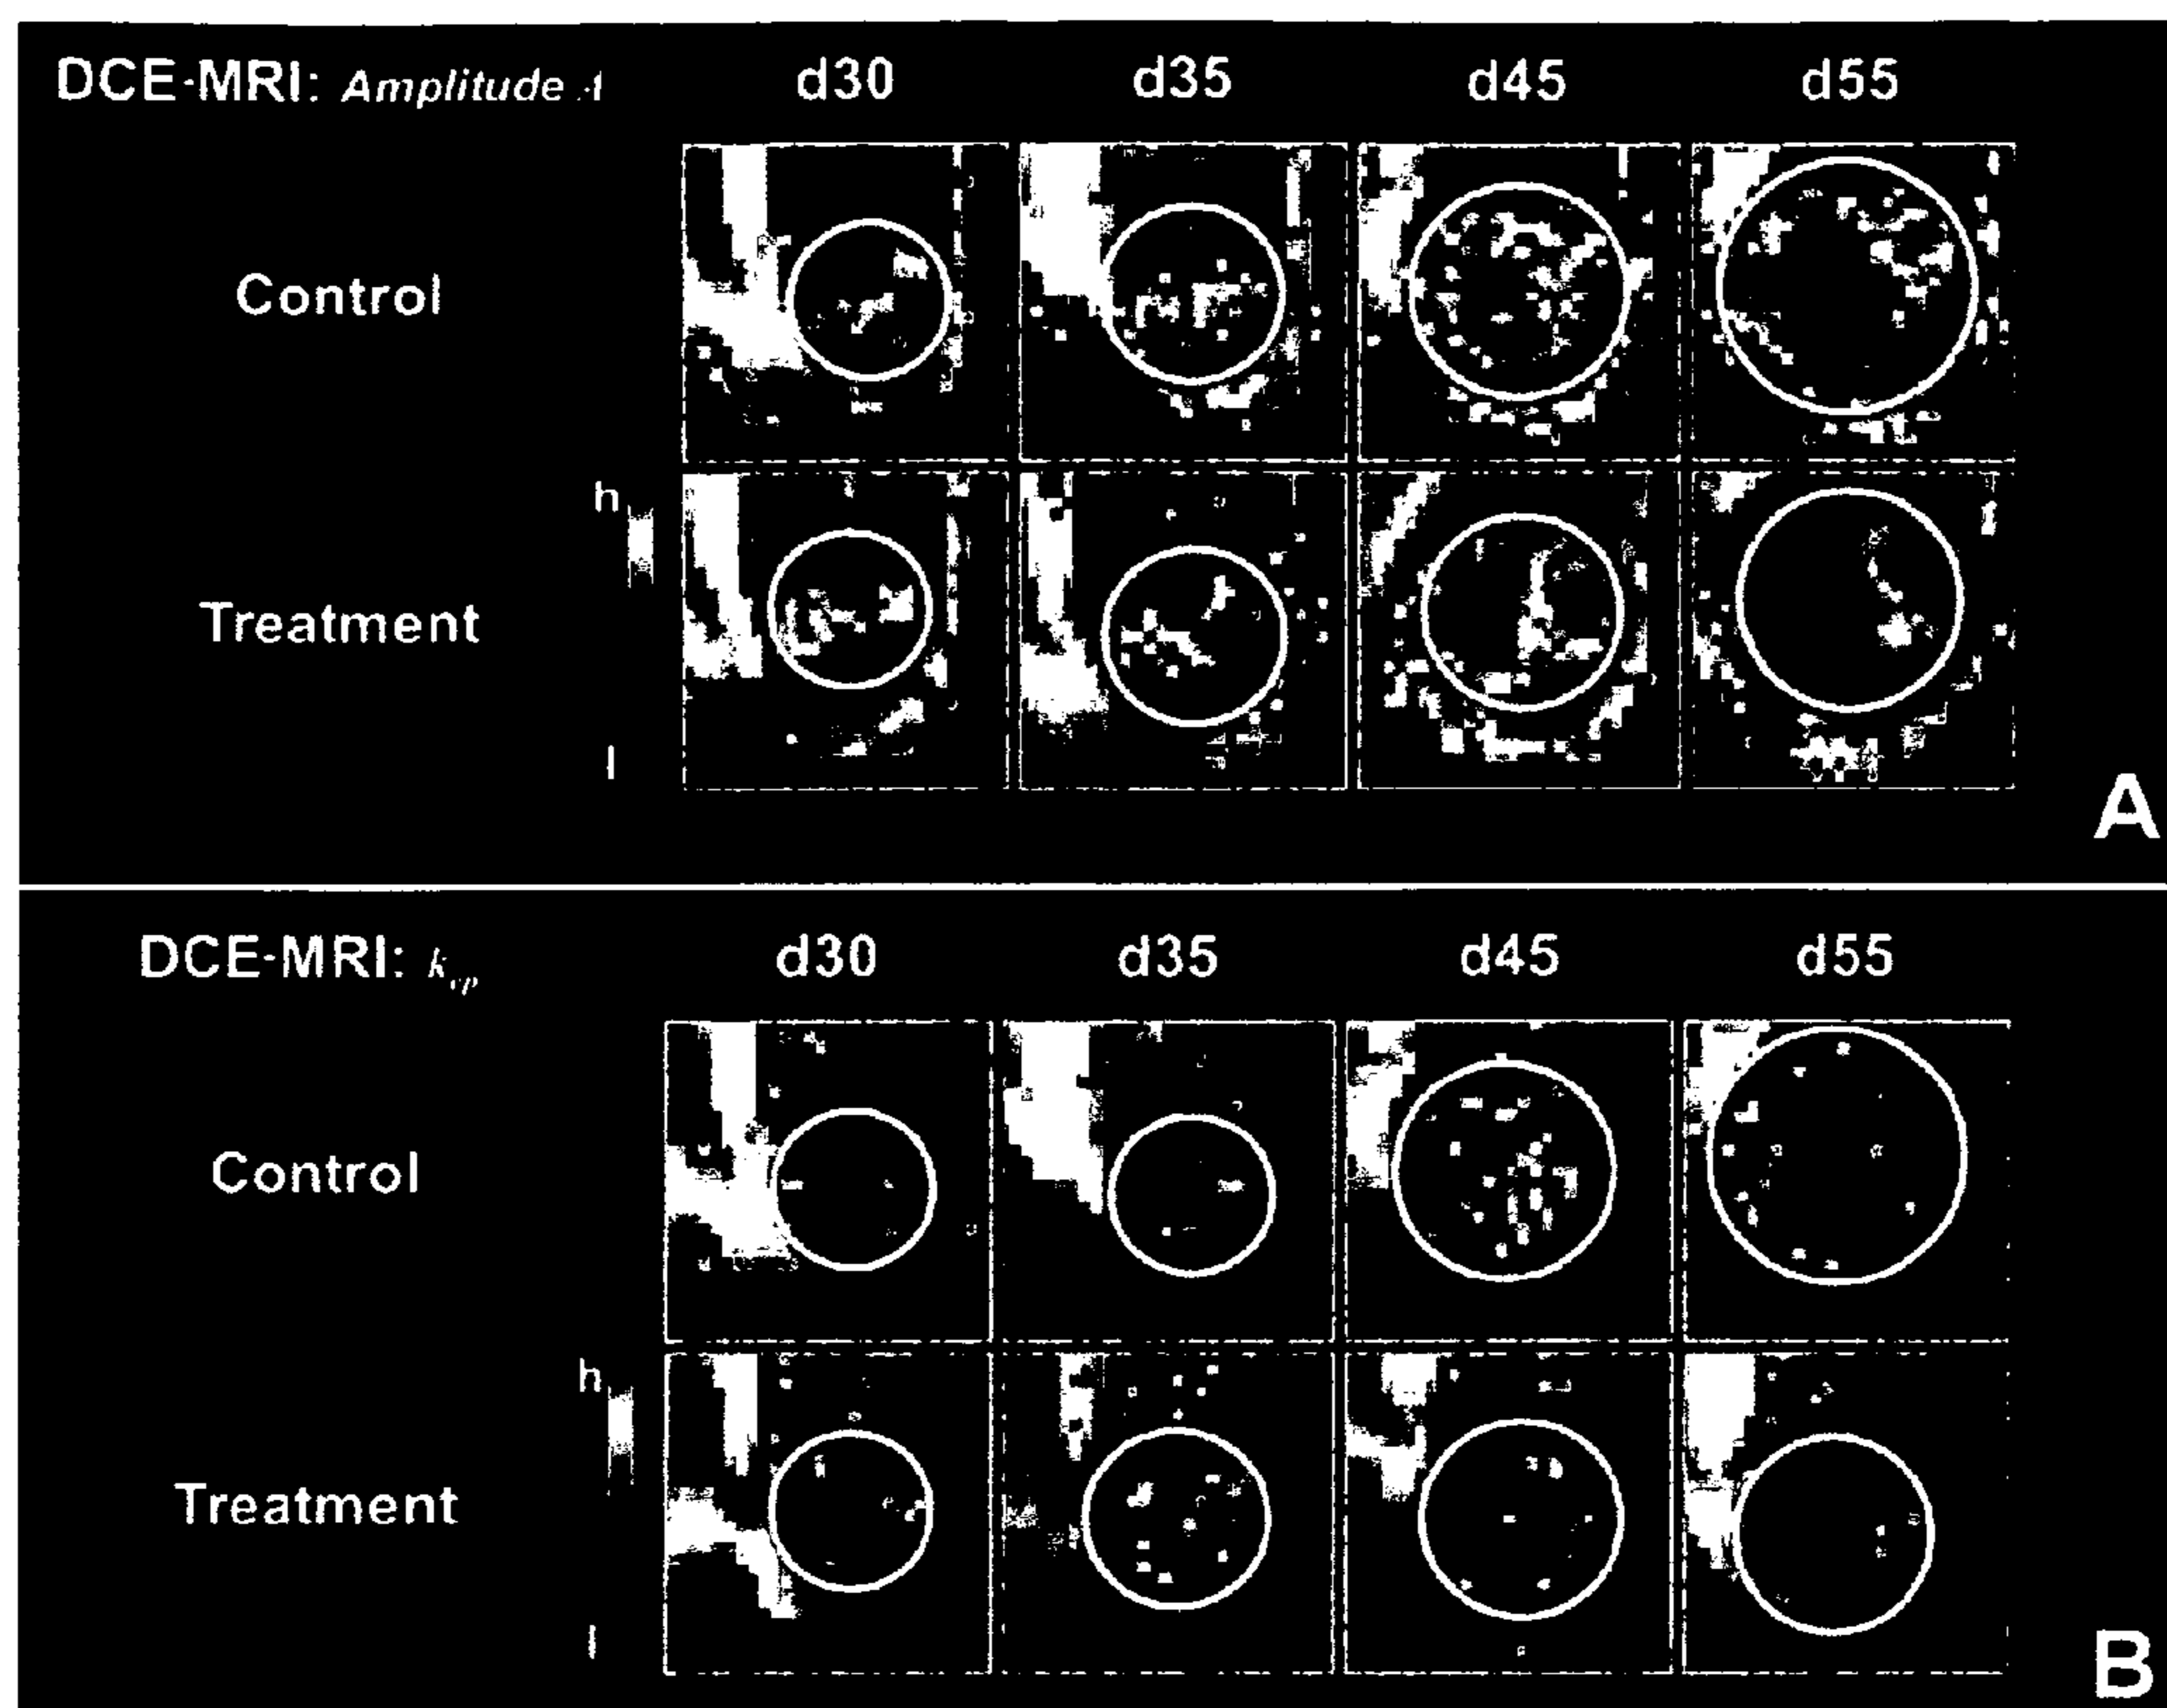 DCE-MRI: Amplitude A d30 d35 d45 d55
Control
h
Treatment
l
A
DCE-MRI: k d30 d35 d45 d55
Control
h
Treatment
l
B